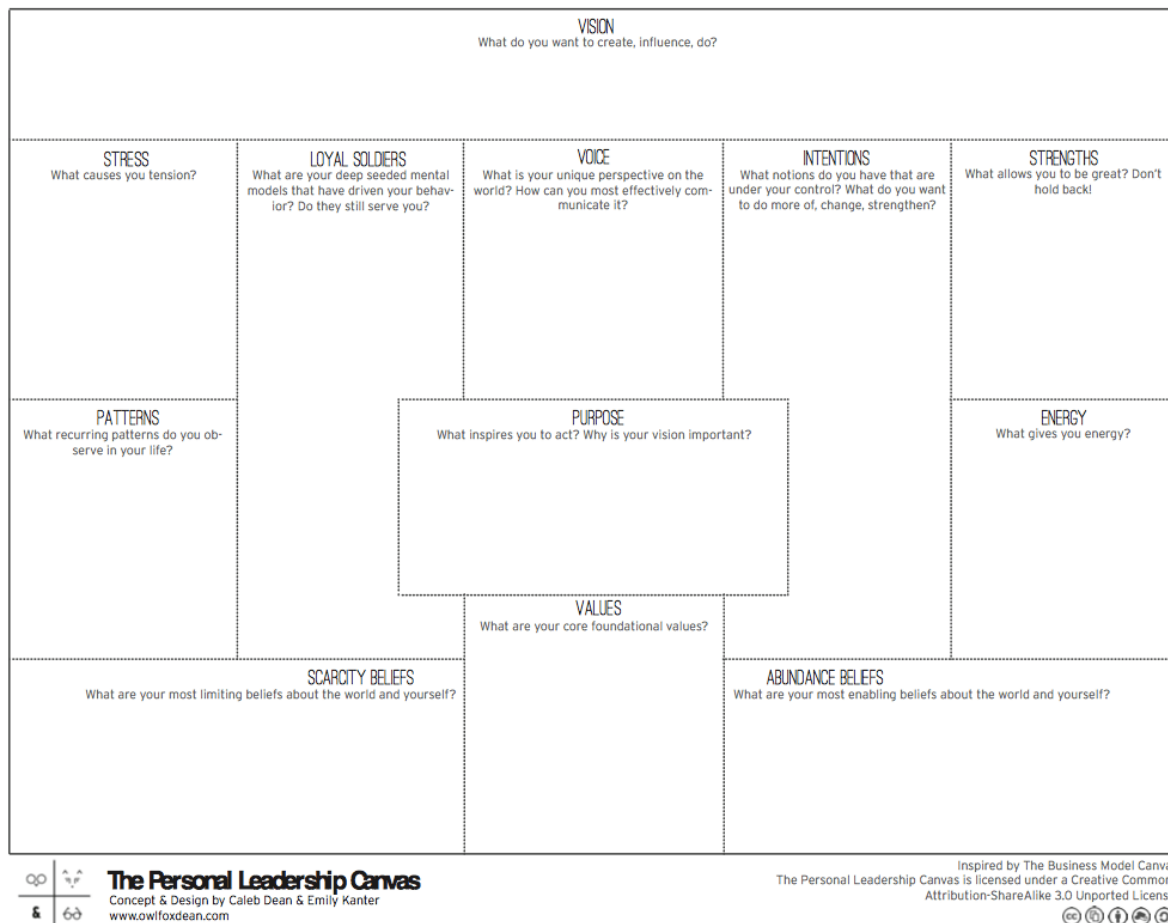 VISION
What do you want to create, influence, do?
STRESS
What causes you tension?
LOYAL SOLDIERS
What are your deep seeded mental
models that have driven your behav-
ior? Do they still serve you?
VOICE
What is your unique perspective on the
world? How can you most effectively com-
municate it?
INTENTIONS
What notions do you have that are
under your control? What do you want
to do more of, change, strengthen?
STRENGTHS
What allows you to be great? Don't
hold back!
PATTERNS
What recurring patterns do you ob-
serve in your life?
PURPOSE
What inspires you to act? Why is your vision important?
ENERGY
What gives you energy?
VALUES
What are your core foundational values?
SCARCITY BELIEFS
What are your most limiting beliefs about the world and yourself?
ABUNDANCE BELIEFS
What are your most enabling beliefs about the world and yourself?
&
The Personal Leadership Canvas
Concept & Design by Caleb Dean & Emily Kanter
www.owlfoxdean.com
Inspired by The Business Model Canva
The Personal Leadership Canvas is licensed under a Creative Common
Attribution-ShareAlike 3.0 Unported Licens
cc